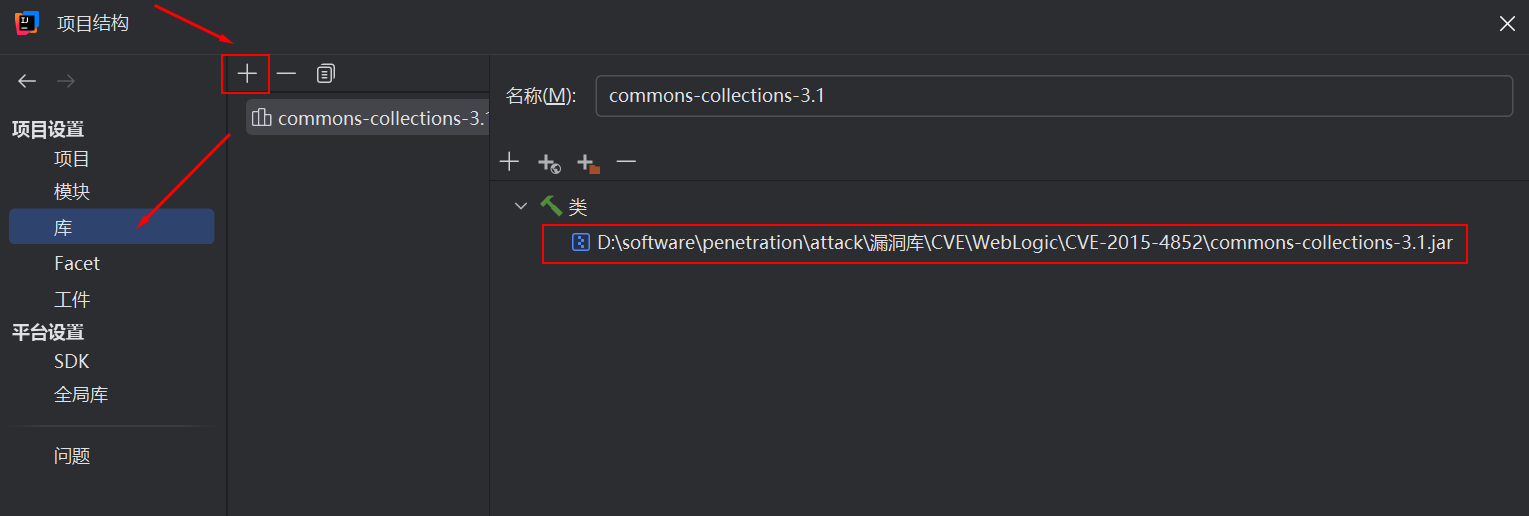 项目结构
项目设置
项目
模块
库
Facet
工件
平台设置
SDK
全局库
问题
commons-collections-3.1
名称(M):
commons-collections-3.1
类
D:\software\penetration\attack\漏洞库\CVE\WebLogic\CVE-2015-4852\commons-collections-3.1.jar